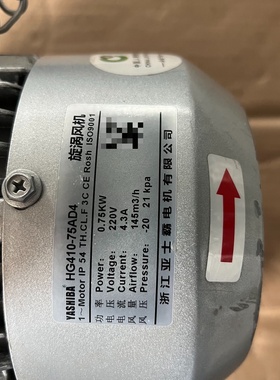 YASHIBA HG410-75AD4 旋涡风机
1~ Motor IP 54 TH.CL.F 3C CE Rosh ISO9001
功率 Power: 0.75KW
电压 Voltage: 220V
电流 Current: 4.3A
风量 Airflow: 145m3/h
风压 Pressure: -20 21 kpa
浙江亚士霸电机有限公司